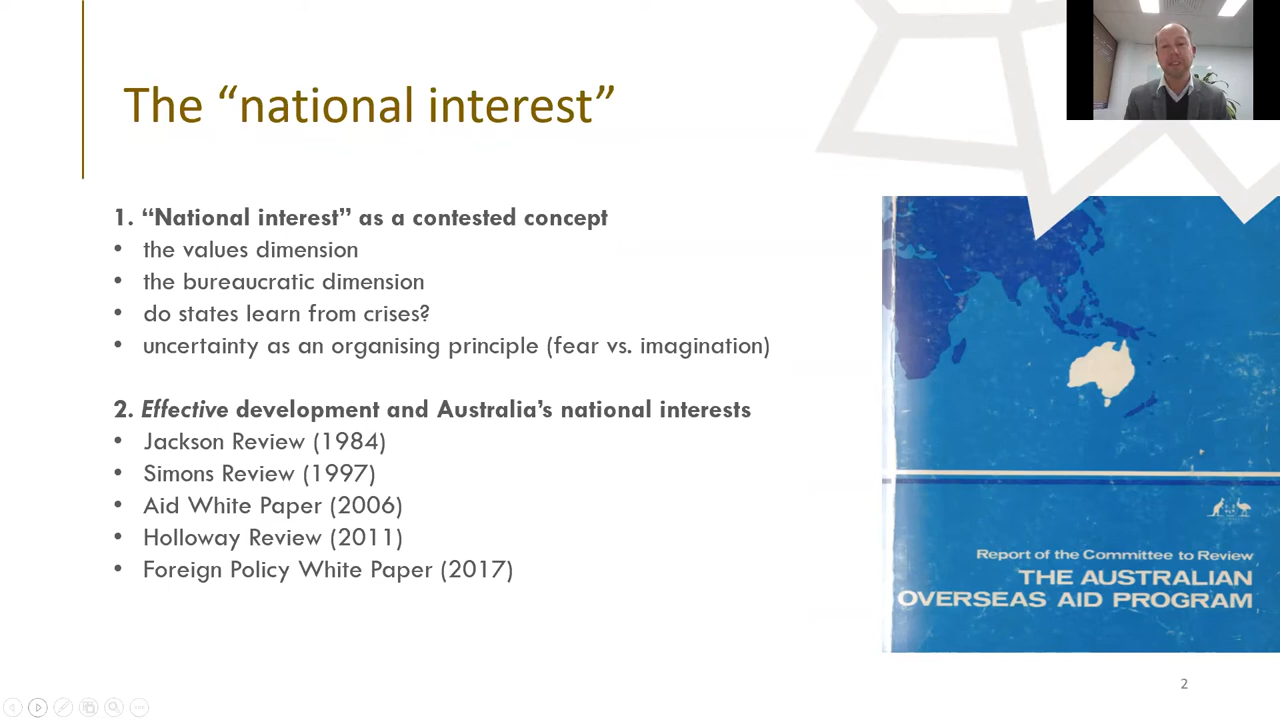 The “national interest”
1. “National interest” as a contested concept
• the values dimension
• the bureaucratic dimension
• do states learn from crises?
• uncertainty as an organising principle (fear vs. imagination)
2. Effective development and Australia’s national interests
• Jackson Review (1984)
• Simons Review (1997)
• Aid White Paper (2006)
• Holloway Review (2011)
• Foreign Policy White Paper (2017)
Report of the Committee to Review
THE AUSTRALIAN
OVERSEAS AID PROGRAM
2